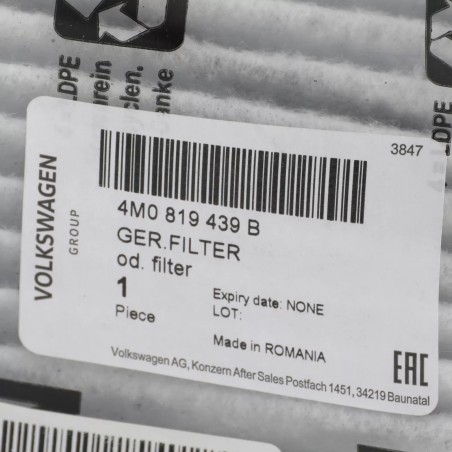 LDPE
rein
clen.
anke
LDPE
3847
VOLKSWAGEN
GROUP
4M0 819 439 B
GER.FILTER
od. filter
1
Piece
Expiry date: NONE
LOT:
Made in ROMANIA
EAC
Volkswagen AG, Konzern After Sales Postfach 1451, 34219 Baunatal